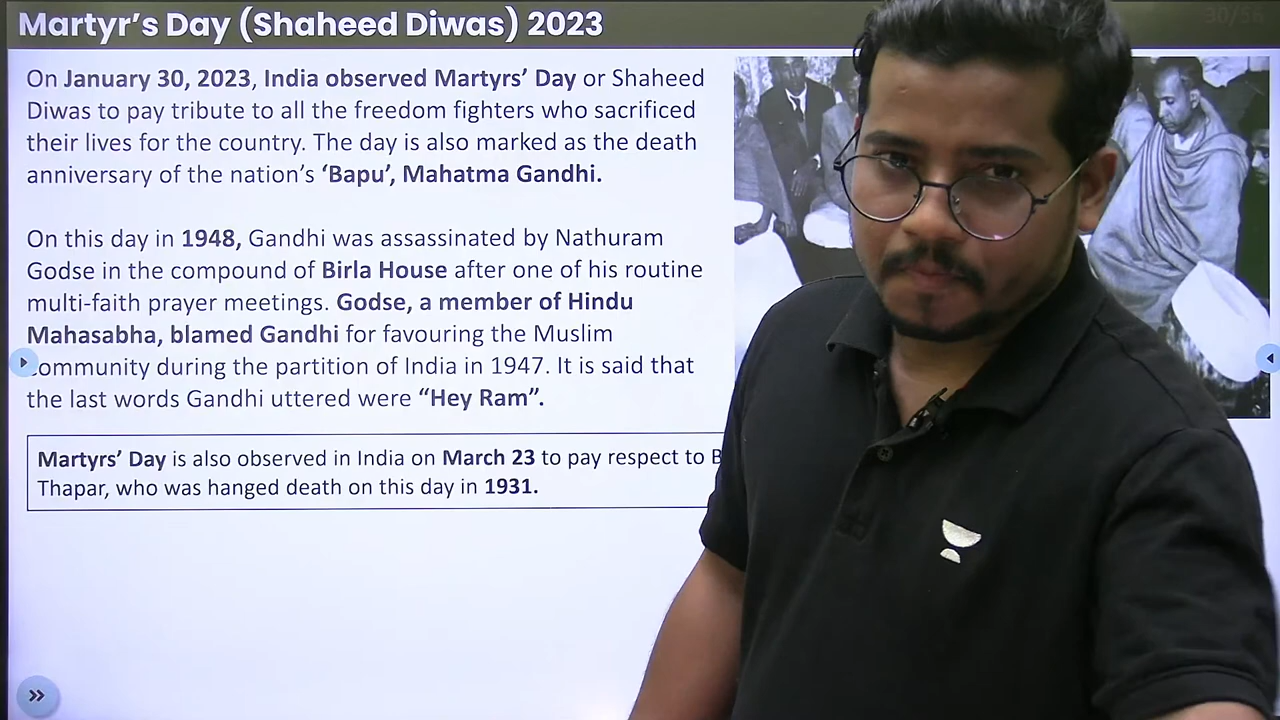 Martyr’s Day (Shaheed Diwas) 2023
30/56
On January 30, 2023, India observed Martyrs’ Day or Shaheed
Diwas to pay tribute to all the freedom fighters who sacrificed
their lives for the country. The day is also marked as the death
anniversary of the nation’s ‘Bapu’, Mahatma Gandhi.
On this day in 1948, Gandhi was assassinated by Nathuram
Godse in the compound of Birla House after one of his routine
multi-faith prayer meetings. Godse, a member of Hindu
Mahasabha, blamed Gandhi for favouring the Muslim
community during the partition of India in 1947. It is said that
the last words Gandhi uttered were “Hey Ram”.
Martyrs’ Day is also observed in India on March 23 to pay respect to B
Thapar, who was hanged death on this day in 1931.